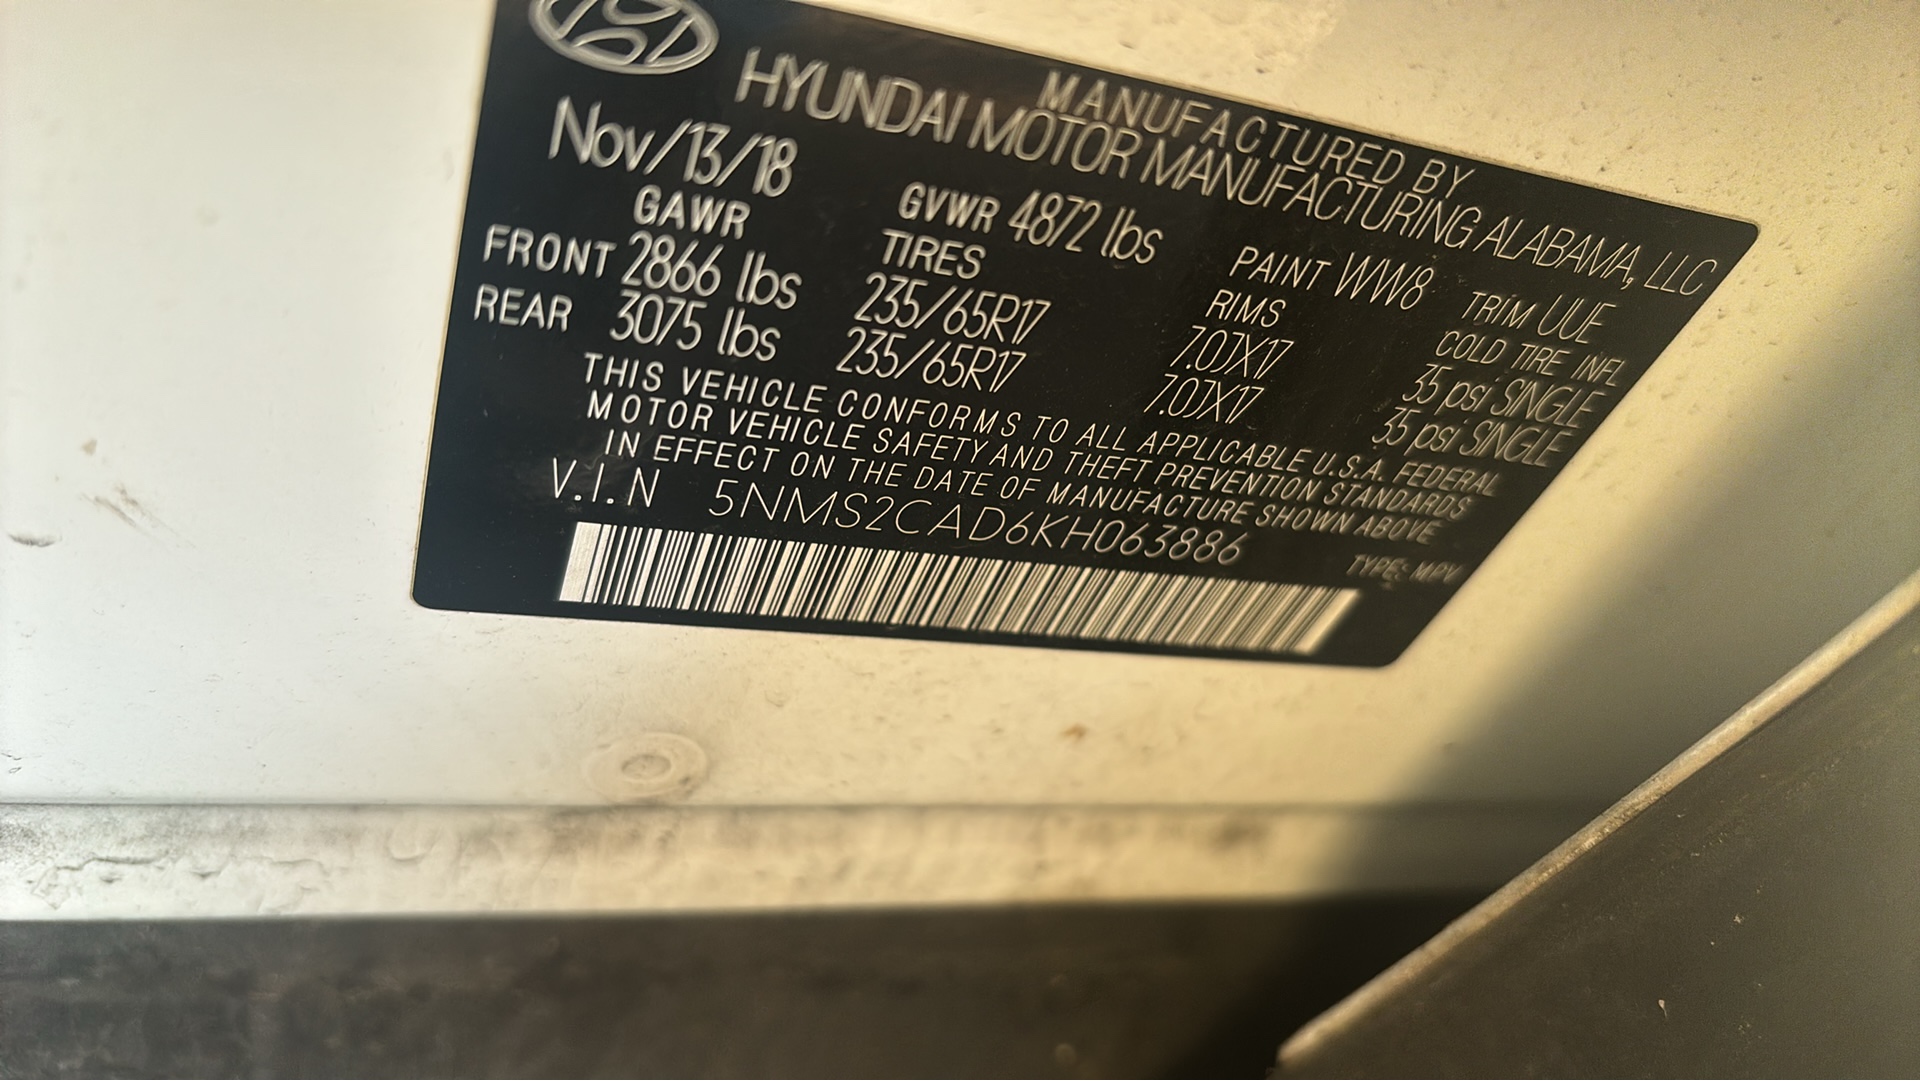 MANUFACTURED BY
HYUNDAI MOTOR MANUFACTURING ALABAMA, LLC
Nov/13/18 GVWR 4872 lbs PAINT WW8 TRIM UUE
GAWR TIRES RIMS COLD TIRE INFL
FRONT 2866 lbs 235/65R17 7.0JX17 35 psi SINGLE
REAR 3075 lbs 235/65R17 7.0JX17 35 psi SINGLE
THIS VEHICLE CONFORMS TO ALL APPLICABLE U.S.A. FEDERAL
MOTOR VEHICLE SAFETY AND THEFT PREVENTION STANDARDS
IN EFFECT ON THE DATE OF MANUFACTURE SHOWN ABOVE
V.I.N 5NMS2CAD6KH063886 TYPE: MPV